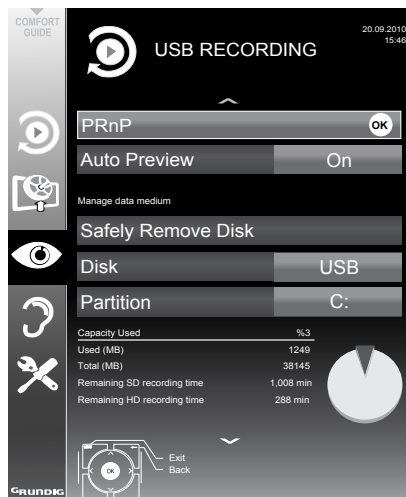 COMFORT
GUIDE
USB RECORDING
20.09.2010
15:46
PRnP
OK
Auto Preview On
Manage data medium
Safely Remove Disk
Disk USB
Partition C:
Capacity Used %3
Used (MB) 1249
Total (MB) 38145
Remaining SD recording time 1,008 min
Remaining HD recording time 288 min
Exit
Back
OK
GRUNDIG